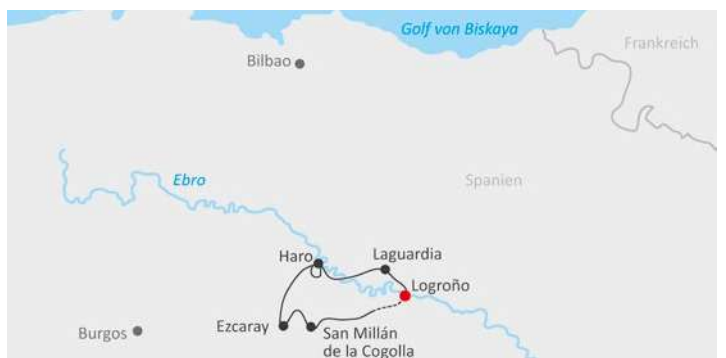 Golf von Biskaya
Frankreich
Bilbao
Ebro
Spanien
Haro
Laguardia
Logroño
Ezcaray
San Millán
de la Cogolla
Burgos